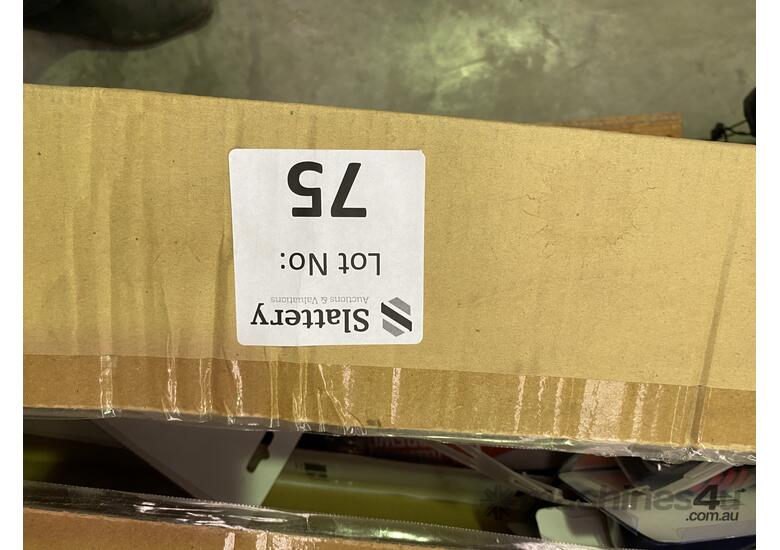 Slattery
Auctions & Valuations
Lot No:
75
machines4u
.com.au